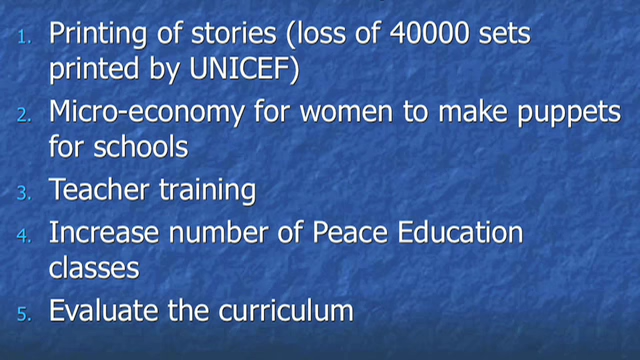 1. Printing of stories (loss of 40000 sets
printed by UNICEF)
2. Micro-economy for women to make puppets
for schools
3. Teacher training
4. Increase number of Peace Education
classes
5. Evaluate the curriculum